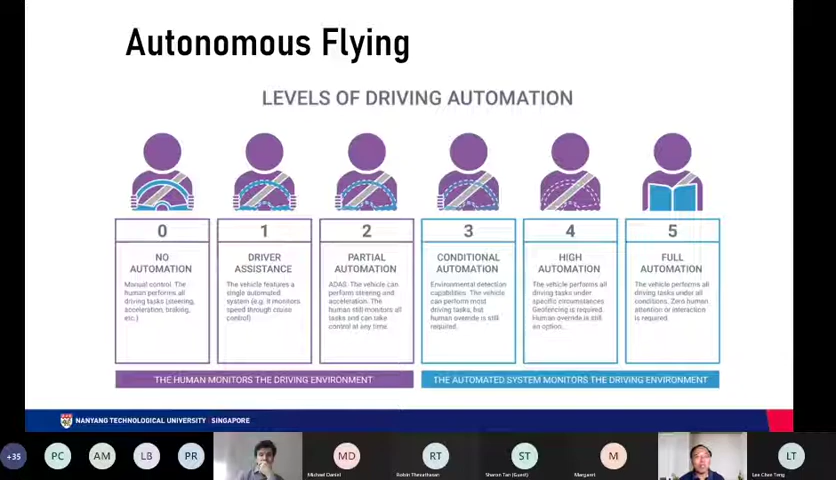 Autonomous Flying
LEVELS OF DRIVING AUTOMATION
0
NO
AUTOMATION
Manual control. The
human performs all
driving tasks (steering,
acceleration, braking,
etc.)
1
DRIVER
ASSISTANCE
The vehicle features a
single automated
system (e.g. it monitors
speed through cruise
control)
2
PARTIAL
AUTOMATION
ADAS. The vehicle can
perform steering and
acceleration. The
human still monitors all
tasks and can take
control at any time.
3
CONDITIONAL
AUTOMATION
Environmental detection
capabilities. The vehicle
can perform most
driving tasks, but
human override is still
required.
4
HIGH
AUTOMATION
The vehicle performs all
driving tasks under
specific circumstances
Geofencing is required.
Human override is still
an option.
5
FULL
AUTOMATION
The vehicle performs all
driving tasks under all
conditions. Zero human
attention or interaction
is required.
THE HUMAN MONITORS THE DRIVING ENVIRONMENT
THE AUTOMATED SYSTEM MONITORS THE DRIVING ENVIRONMENT
NANYANG TECHNOLOGICAL UNIVERSITY | SINGAPORE
+35
PC
AM
LB
PR
MD
Michael Daniel
RT
ST
Sharon Tan (Guest)
M
Margaret
LT